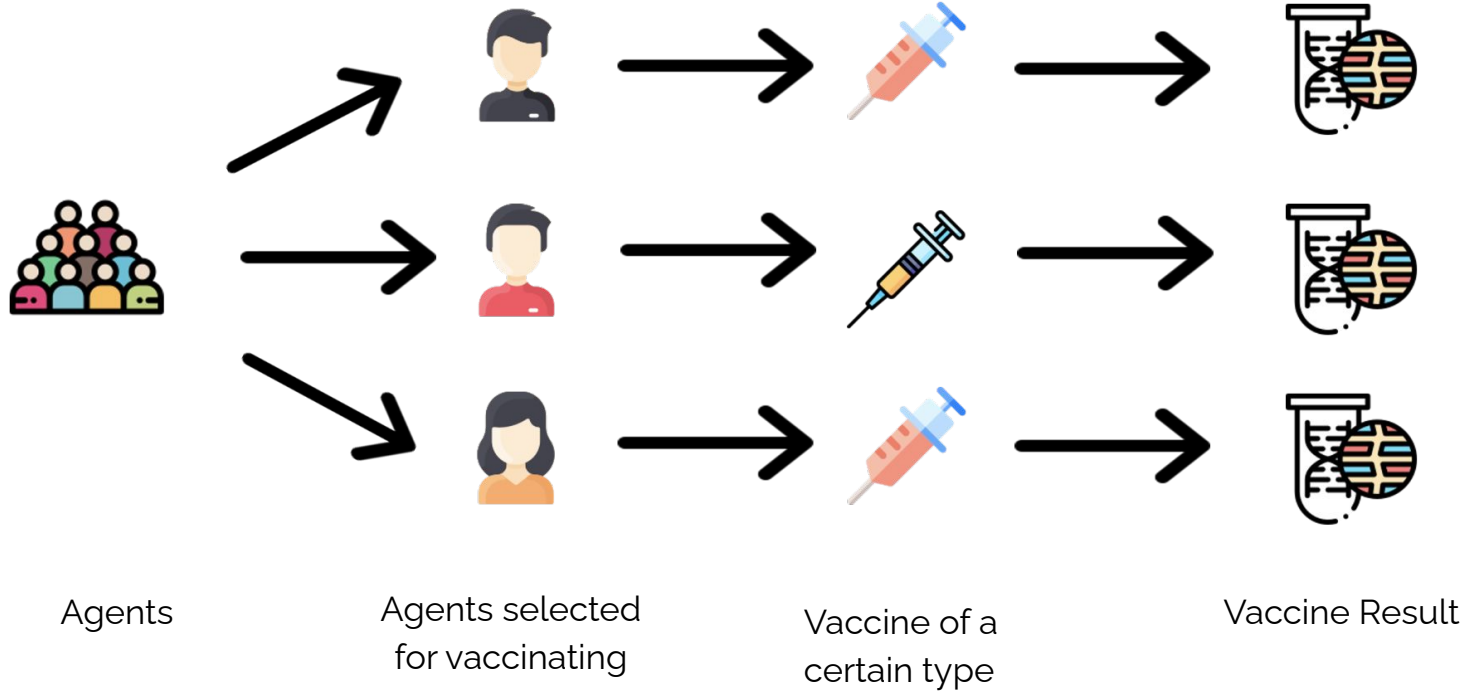 Agents
Agents selected
for vaccinating
Vaccine of a
certain type
Vaccine Result